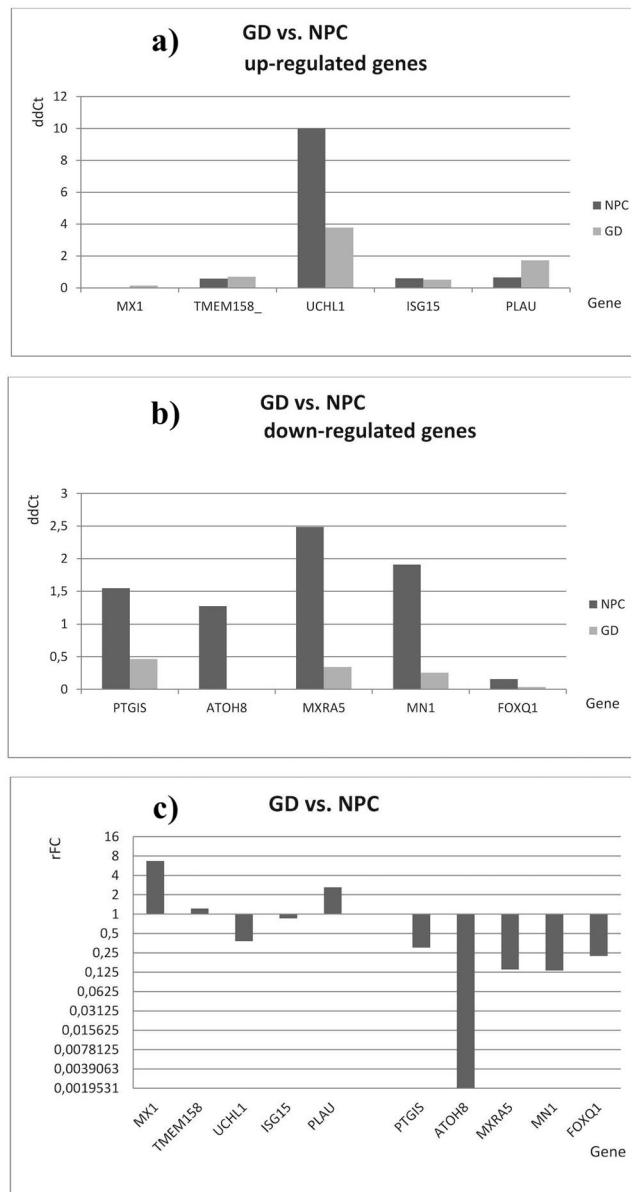 a)
GD vs. NPC
up-regulated genes
ddCt
12
10
8
6
4
2
0
MX1 TMEM158_ UCHL1 ISG15 PLAU
Gene
NPC
GD
b)
GD vs. NPC
down-regulated genes
ddCt
3
2,5
2
1,5
1
0,5
0
PTGIS ATOH8 MXRA5 MN1 FOXQ1
Gene
NPC
GD
c)
GD vs. NPC
rFC
16
8
4
2
1
0,5
0,25
0,125
0,0625
0,03125
0,015625
0,0078125
0,0039063
0,0019531
MX1 TMEM158 UCHL1 ISG15 PLAU PTGIS ATOH8 MXRA5 MN1 FOXQ1
Gene